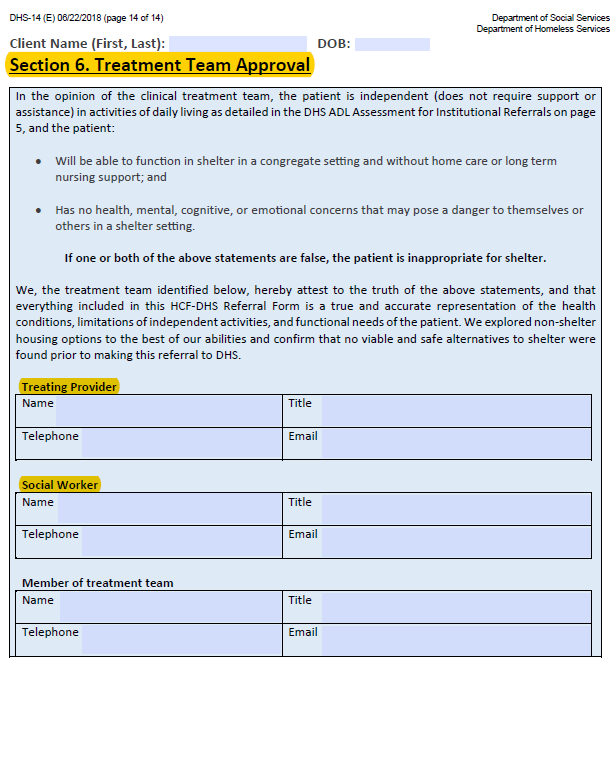 DHS-14 (E) 06/22/2018 (page 14 of 14)
Department of Social Services
Department of Homeless Services
Client Name (First, Last):
DOB:
Section 6. Treatment Team Approval
In the opinion of the clinical treatment team, the patient is independent (does not require support or
assistance) in activities of daily living as detailed in the DHS ADL Assessment for Institutional Referrals on page
5, and the patient:
• Will be able to function in shelter in a congregate setting and without home care or long term
nursing support; and
• Has no health, mental, cognitive, or emotional concerns that may pose a danger to themselves or
others in a shelter setting.
If one or both of the above statements are false, the patient is inappropriate for shelter.
We, the treatment team identified below, hereby attest to the truth of the above statements, and that
everything included in this HCF-DHS Referral Form is a true and accurate representation of the health
conditions, limitations of independent activities, and functional needs of the patient. We explored non-shelter
housing options to the best of our abilities and confirm that no viable and safe alternatives to shelter were
found prior to making this referral to DHS.
Treating Provider
Name Title
Telephone Email
Social Worker
Name Title
Telephone Email
Member of treatment team
Name Title
Telephone Email